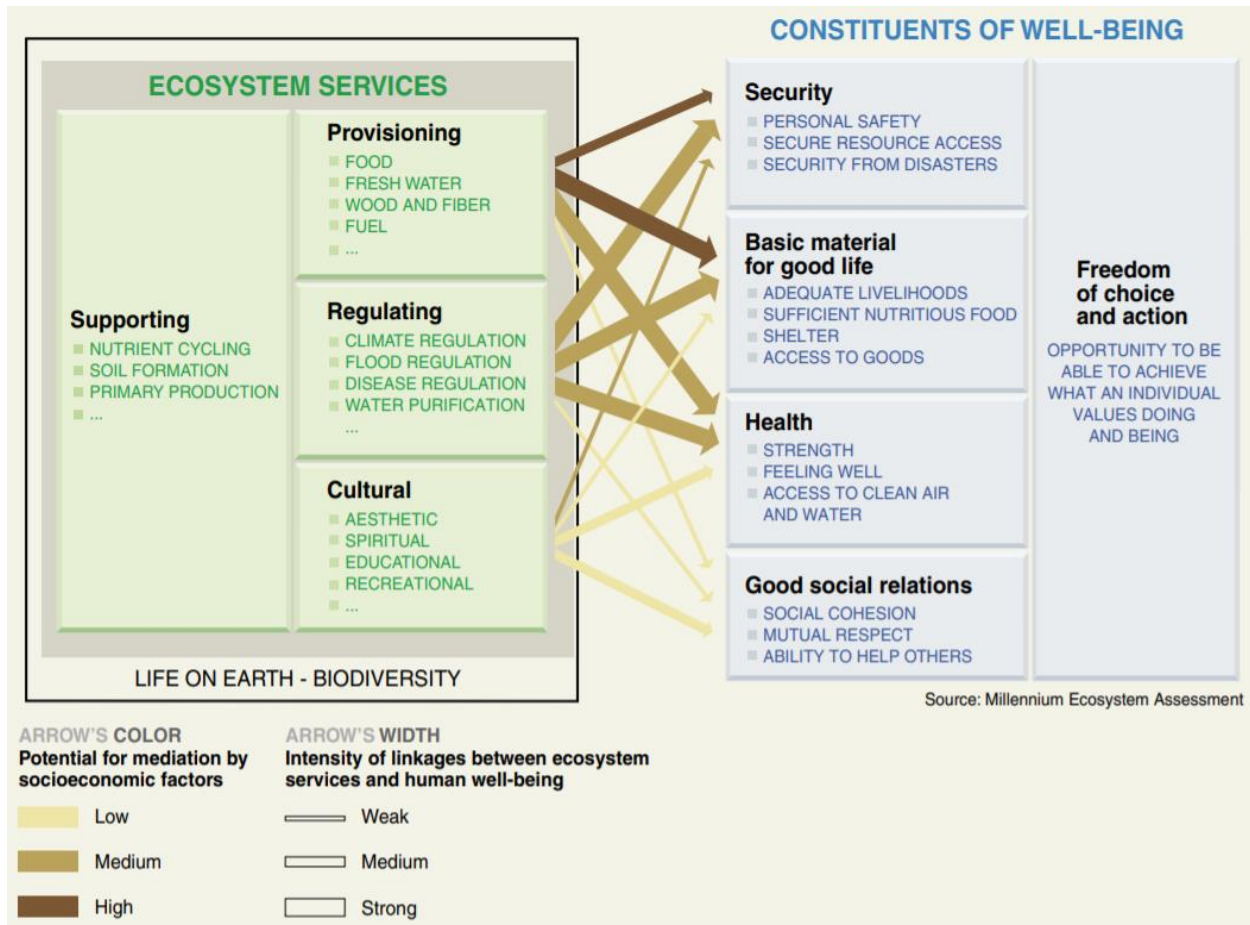 CONSTITUENTS OF WELL-BEING
ECOSYSTEM SERVICES
Supporting
NUTRIENT CYCLING
SOIL FORMATION
PRIMARY PRODUCTION
...
Provisioning
FOOD
FRESH WATER
WOOD AND FIBER
FUEL
...
Regulating
CLIMATE REGULATION
FLOOD REGULATION
DISEASE REGULATION
WATER PURIFICATION
...
Cultural
AESTHETIC
SPIRITUAL
EDUCATIONAL
RECREATIONAL
...
LIFE ON EARTH - BIODIVERSITY
Security
PERSONAL SAFETY
SECURE RESOURCE ACCESS
SECURITY FROM DISASTERS
Basic material
for good life
ADEQUATE LIVELIHOODS
SUFFICIENT NUTRITIOUS FOOD
SHELTER
ACCESS TO GOODS
Health
STRENGTH
FEELING WELL
ACCESS TO CLEAN AIR
AND WATER
Good social relations
SOCIAL COHESION
MUTUAL RESPECT
ABILITY TO HELP OTHERS
Freedom
of choice
and action
OPPORTUNITY TO BE
ABLE TO ACHIEVE
WHAT AN INDIVIDUAL
VALUES DOING
AND BEING
Source: Millennium Ecosystem Assessment
ARROW'S COLOR
Potential for mediation by
socioeconomic factors
Low
Medium
High
ARROW'S WIDTH
Intensity of linkages between ecosystem
services and human well-being
Weak
Medium
Strong